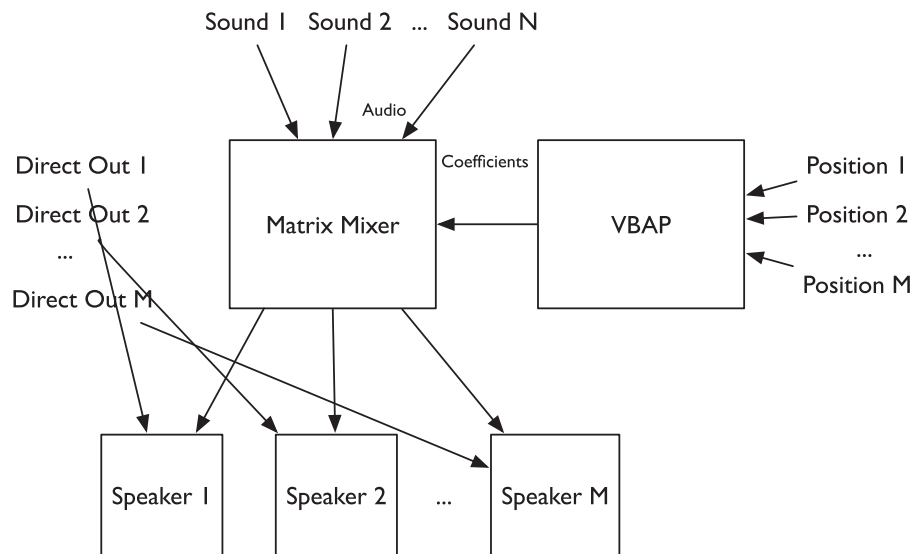 Sound 1 Sound 2 ... Sound N
Audio
Coefficients
Direct Out 1
Direct Out 2
...
Direct Out M
Matrix Mixer
VBAP
Position 1
Position 2
...
Position M
Speaker 1
Speaker 2
...
Speaker M